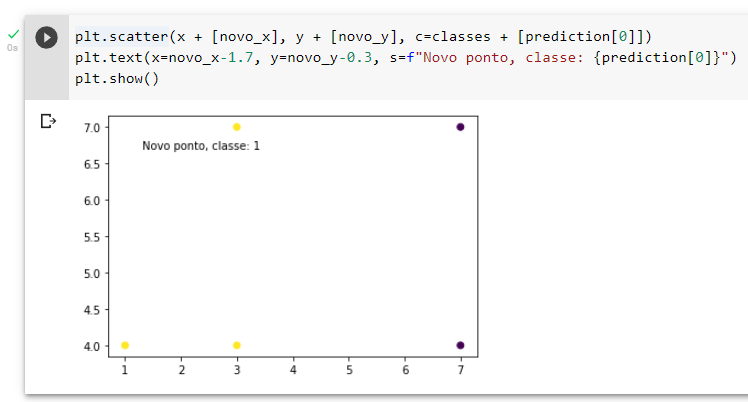 plt.scatter(x + [novo_x], y + [novo_y], c=classes + [prediction[0]])
plt.text(x=novo_x-1.7, y=novo_y-0.3, s=f"Novo ponto, classe: {prediction[0]}")
plt.show()
0s
7.0
Novo ponto, classe: 1
6.5
6.0
5.5
5.0
4.5
4.0
1 2 3 4 5 6 7